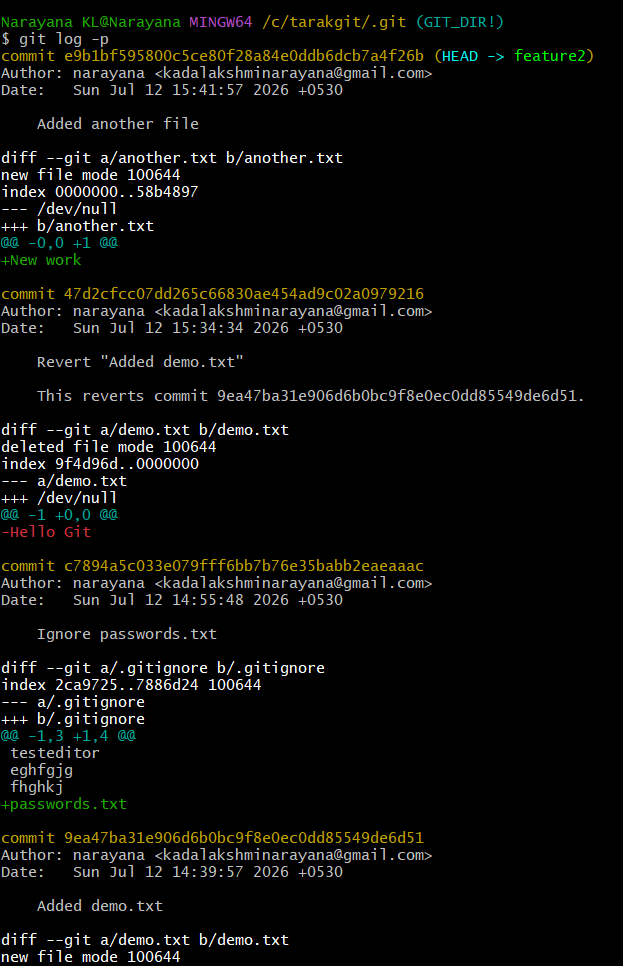 Narayana KL@Narayana MINGW64 /c/tarakgit/.git (GIT_DIR!)
$ git log -p
commit e9b1bf595800c5ce80f28a84e0ddb6dcb7a4f26b (HEAD -> feature2)
Author: narayana <kadalakshminarayana@gmail.com>
Date:   Sun Jul 12 15:41:57 2026 +0530

    Added another file

diff --git a/another.txt b/another.txt
new file mode 100644
index 0000000..58b4897
--- /dev/null
+++ b/another.txt
@@ -0,0 +1 @@
+New work

commit 47d2cfcc07dd265c66830ae454ad9c02a0979216
Author: narayana <kadalakshminarayana@gmail.com>
Date:   Sun Jul 12 15:34:34 2026 +0530

    Revert "Added demo.txt"

    This reverts commit 9ea47ba31e906d6b0bc9f8e0ec0dd85549de6d51.

diff --git a/demo.txt b/demo.txt
deleted file mode 100644
index 9f4d96d..0000000
--- a/demo.txt
+++ /dev/null
@@ -1 +0,0 @@
-Hello Git

commit c7894a5c033e079fff6bb7b76e35babb2eaeaaac
Author: narayana <kadalakshminarayana@gmail.com>
Date:   Sun Jul 12 14:55:48 2026 +0530

    Ignore passwords.txt

diff --git a/.gitignore b/.gitignore
index 2ca9725..7886d24 100644
--- a/.gitignore
+++ b/.gitignore
@@ -1,3 +1,4 @@
 testeditor
 eghfgjg
 fhghkj
+passwords.txt

commit 9ea47ba31e906d6b0bc9f8e0ec0dd85549de6d51
Author: narayana <kadalakshminarayana@gmail.com>
Date:   Sun Jul 12 14:39:57 2026 +0530

    Added demo.txt

diff --git a/demo.txt b/demo.txt
new file mode 100644